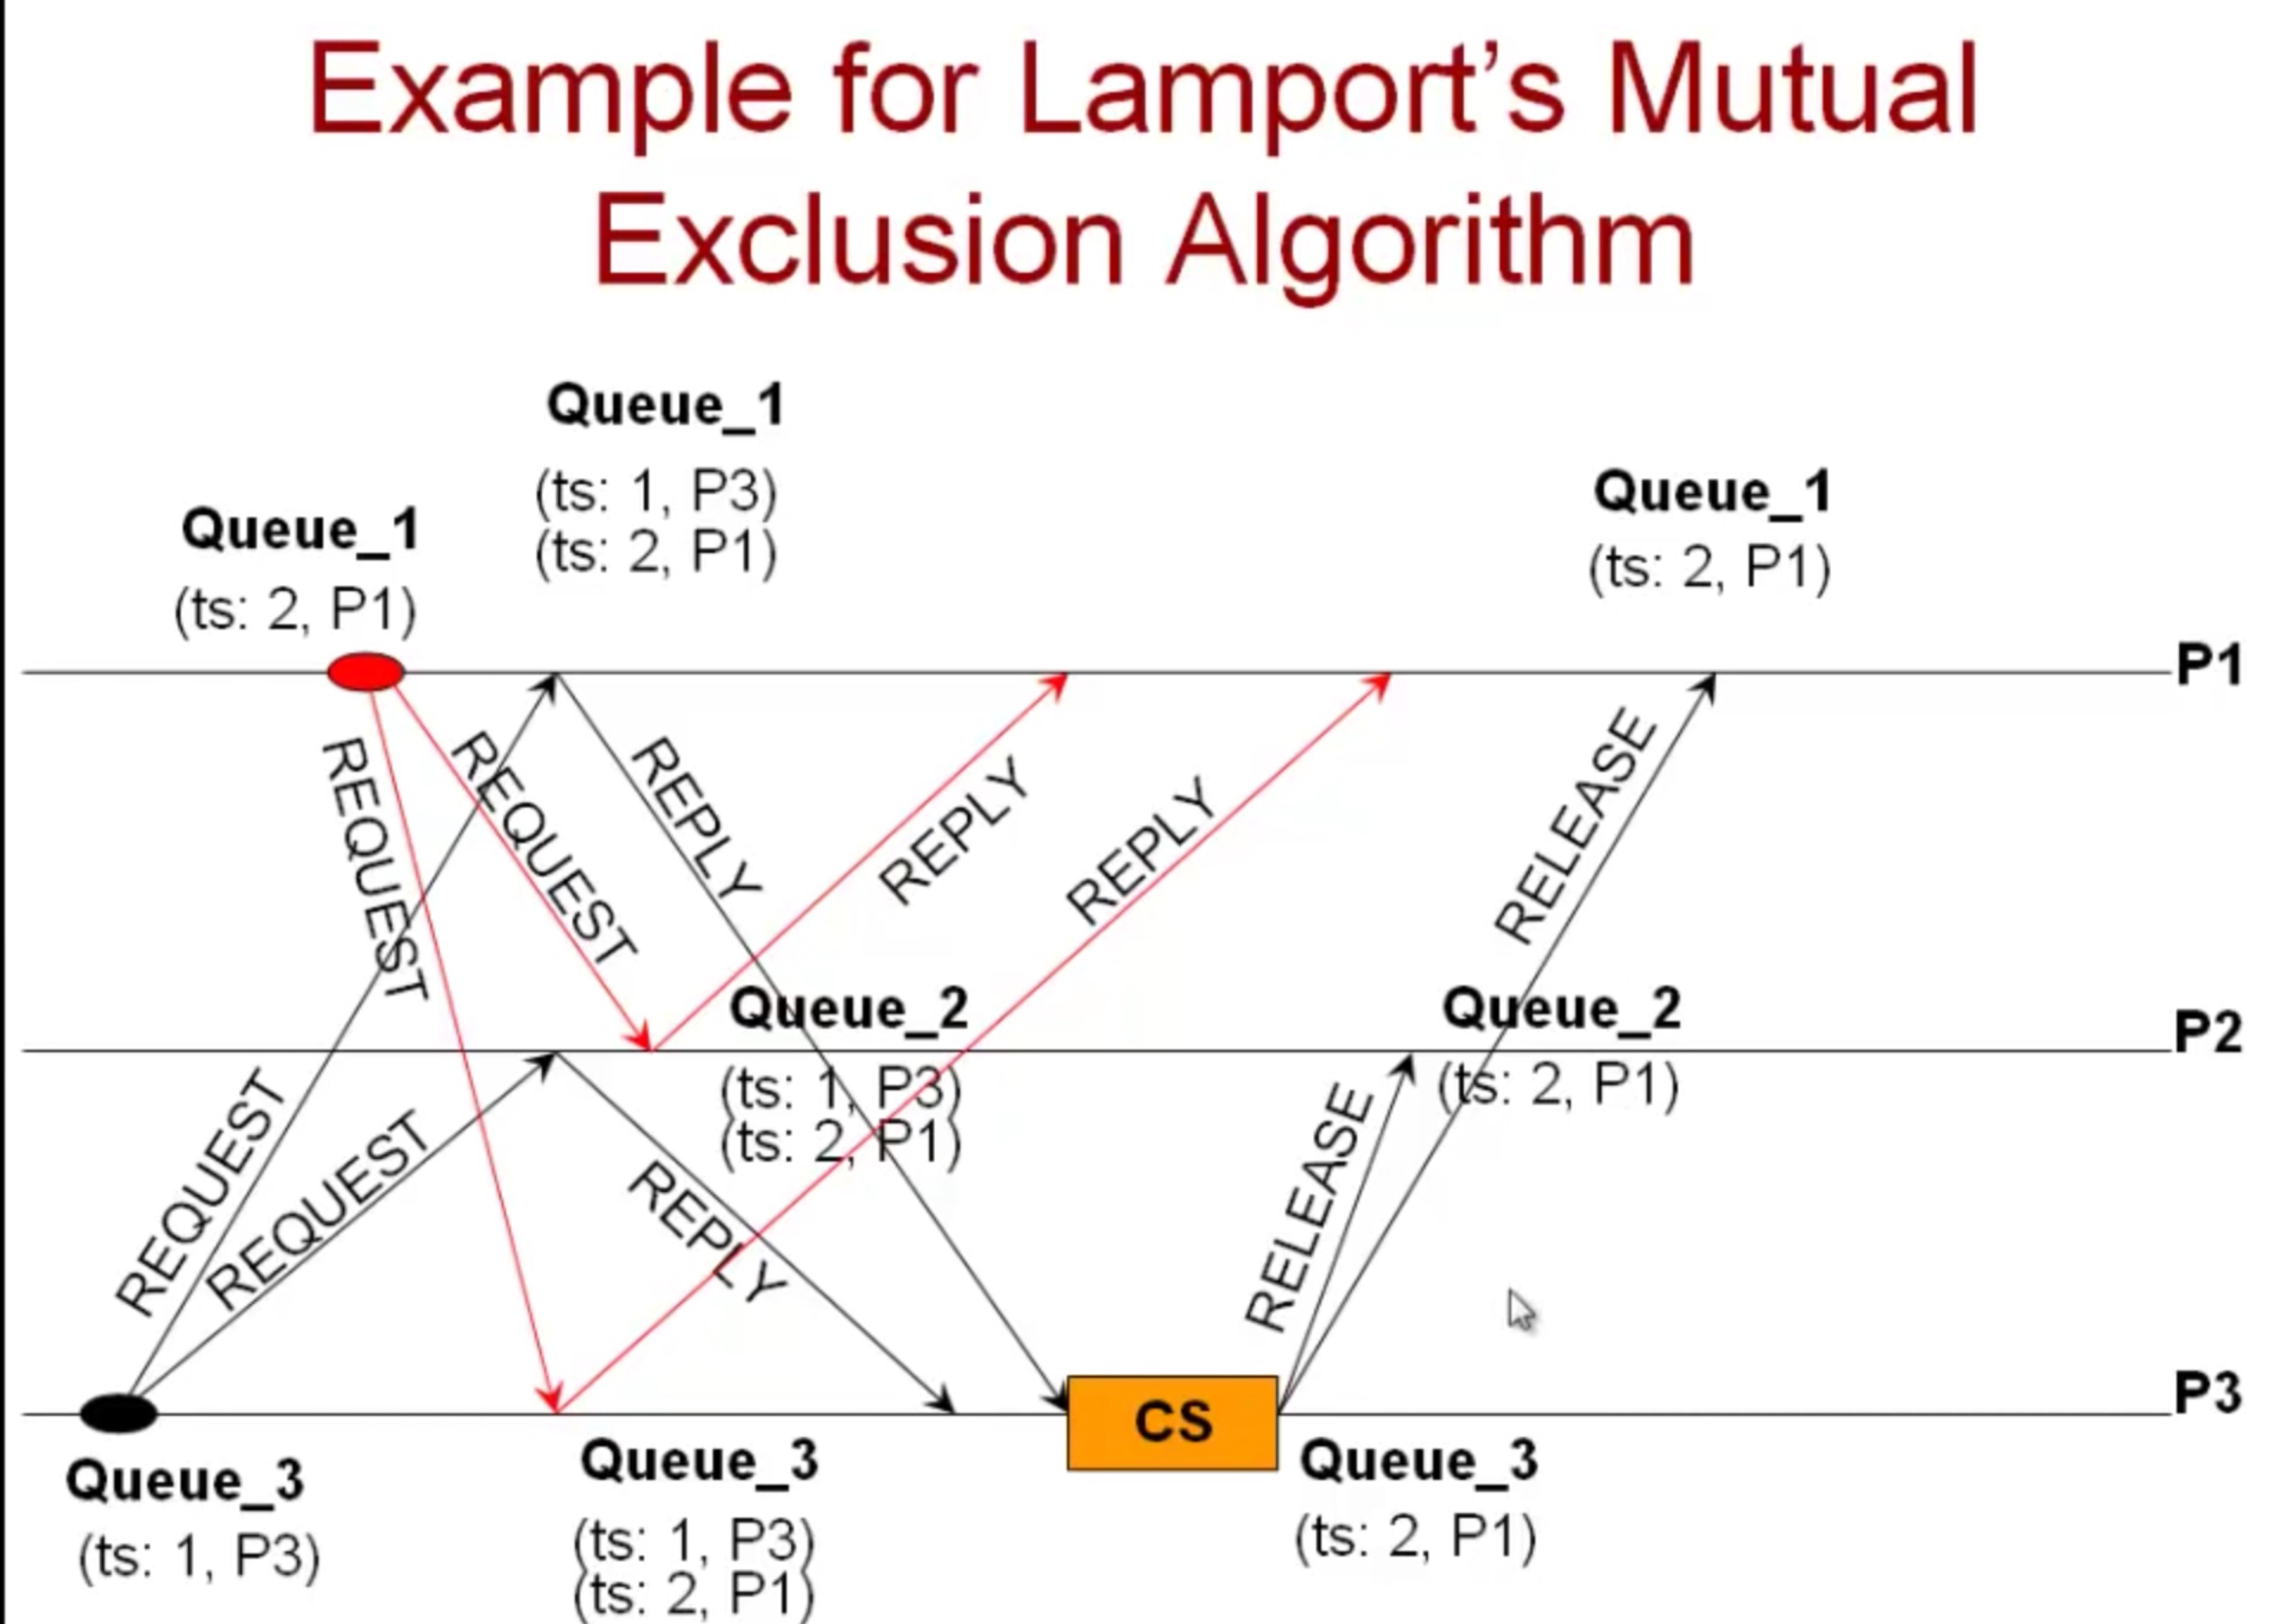 Example for Lamport’s Mutual
Exclusion Algorithm
Queue_1
(ts: 1, P3)
(ts: 2, P1)
Queue_1
(ts: 2, P1)
Queue_1
(ts: 2, P1)
P1
REQUEST
REQUEST
REPLY
REPLY
REPLY
RELEASE
Queue_2
(ts: 1, P3)
(ts: 2, P1)
Queue_2
(ts: 2, P1)
P2
REQUEST
REQUEST
REPLY
RELEASE
CS
P3
Queue_3
(ts: 1, P3)
Queue_3
(ts: 1, P3)
(ts: 2, P1)
Queue_3
(ts: 2, P1)